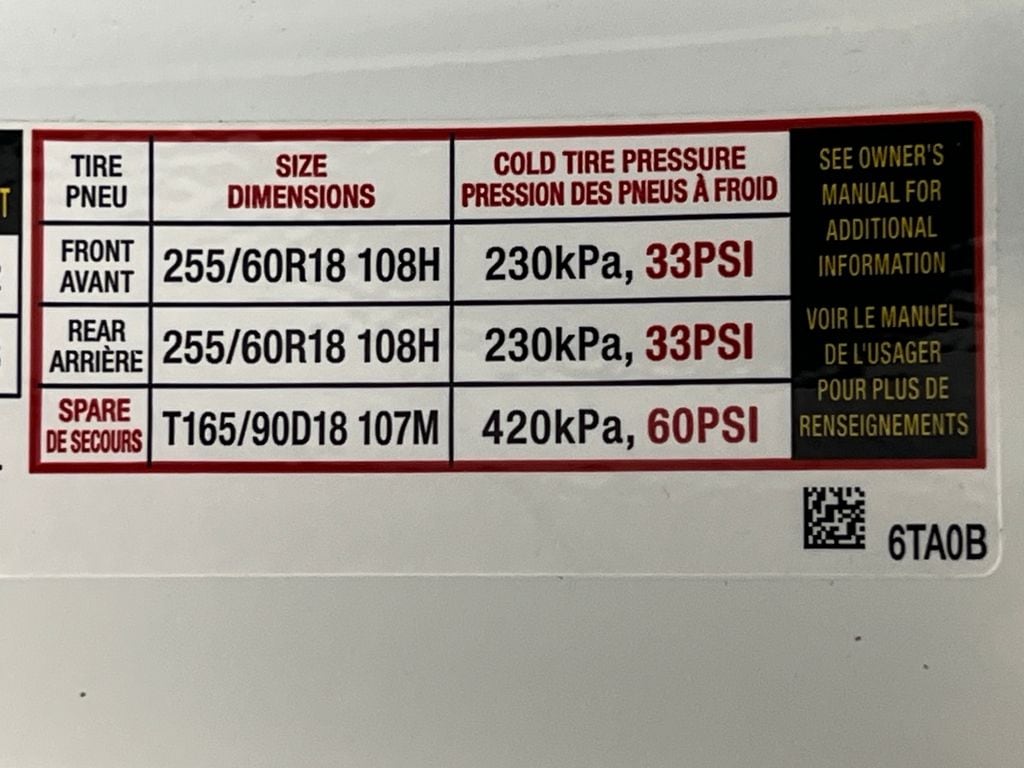 TIRE
PNEU
SIZE
DIMENSIONS
COLD TIRE PRESSURE
PRESSION DES PNEUS À FROID
FRONT
AVANT
255/60R18 108H
230kPa, 33PSI
REAR
ARRIÈRE
255/60R18 108H
230kPa, 33PSI
SPARE
DE SECOURS
T165/90D18 107M
420kPa, 60PSI
SEE OWNER'S
MANUAL FOR
ADDITIONAL
INFORMATION
VOIR LE MANUEL
DE L'USAGER
POUR PLUS DE
RENSEIGNEMENTS
6TA0B